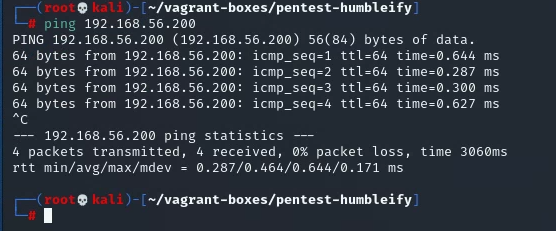 ┌──(root💀kali)-[~/vagrant-boxes/pentest-humbleify]
└─# ping 192.168.56.200
PING 192.168.56.200 (192.168.56.200) 56(84) bytes of data.
64 bytes from 192.168.56.200: icmp_seq=1 ttl=64 time=0.644 ms
64 bytes from 192.168.56.200: icmp_seq=2 ttl=64 time=0.287 ms
64 bytes from 192.168.56.200: icmp_seq=3 ttl=64 time=0.300 ms
64 bytes from 192.168.56.200: icmp_seq=4 ttl=64 time=0.627 ms
^C
--- 192.168.56.200 ping statistics ---
4 packets transmitted, 4 received, 0% packet loss, time 3060ms
rtt min/avg/max/mdev = 0.287/0.464/0.644/0.171 ms
┌──(root💀kali)-[~/vagrant-boxes/pentest-humbleify]
└─#